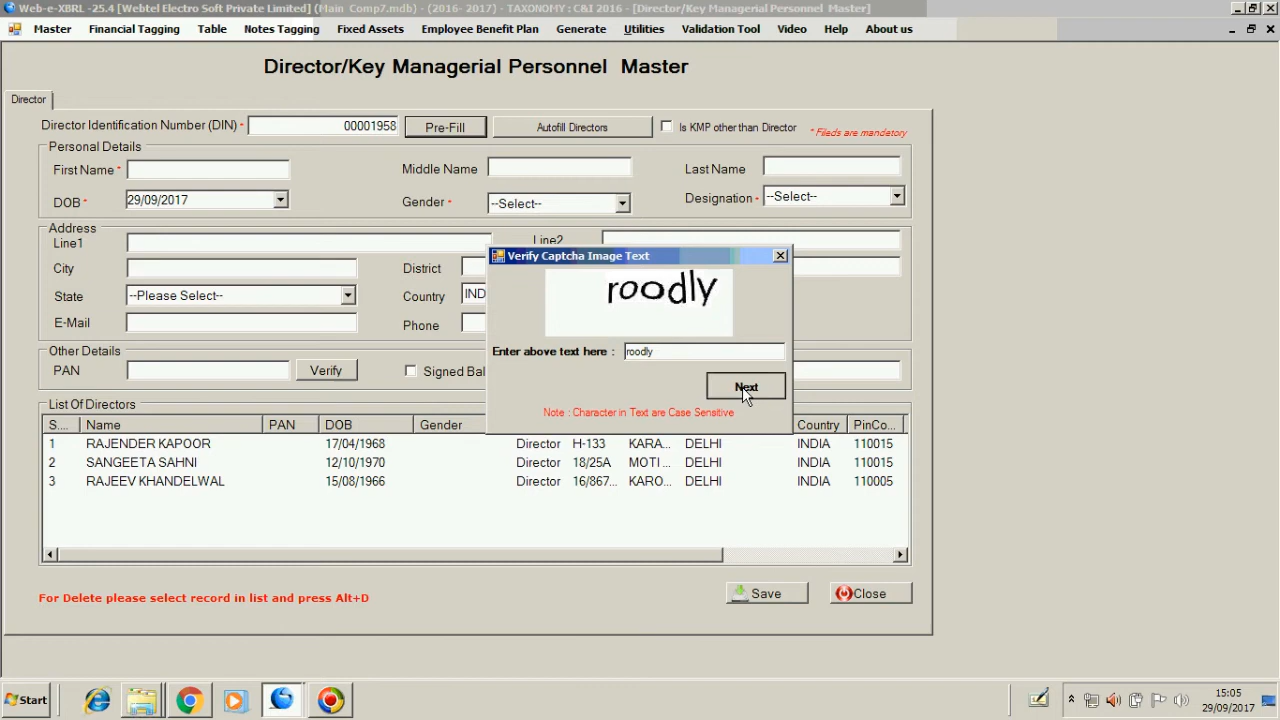 Web-e-XBRL -25.4 [Webtel Electro Soft Private Limited] (Main_Comp7.mdb) - (2016- 2017) - TAXONOMY : C&I 2016 - [Director/Key Managerial Personnel Master]
Master Financial Tagging Table Notes Tagging Fixed Assets Employee Benefit Plan Generate Utilities Validation Tool Video Help About us
Director/Key Managerial Personnel Master
Director
Director Identification Number (DIN) * 00001958 Pre-Fill Autofill Directors Is KMP other than Director * Fileds are mandatory
Personal Details
First Name * Middle Name Last Name
DOB * 29/09/2017 Gender * --Select-- Designation * --Select--
Address
Line1 Line2
City District
State --Please Select-- Country IND
E-Mail Phone
Other Details
PAN Verify Signed Bal
Verify Captcha Image Text
roodly
Enter above text here : roodly
Next
Note : Character in Text are Case Sensitive
List Of Directors
S... Name PAN DOB Gender Country PinCo...
1 RAJENDER KAPOOR 17/04/1968 Director H-133 KARA... DELHI INDIA 110015
2 SANGEETA SAHNI 12/10/1970 Director 18/25A MOTI ... DELHI INDIA 110015
3 RAJEEV KHANDELWAL 15/08/1966 Director 16/867... KARO... DELHI INDIA 110005
For Delete please select record in list and press Alt+D
Save Close
Start
15:05
29/09/2017